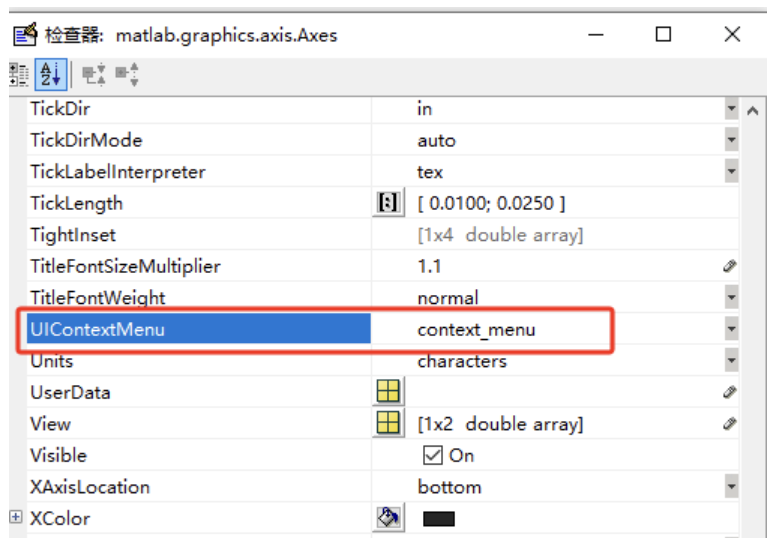 检查器: matlab.graphics.axis.Axes
TickDir in
TickDirMode auto
TickLabelInterpreter tex
TickLength [ 0.0100; 0.0250 ]
TightInset [1x4 double array]
TitleFontSizeMultiplier 1.1
TitleFontWeight normal
UIContextMenu context_menu
Units characters
UserData
View [1x2 double array]
Visible On
XAxisLocation bottom
XColor